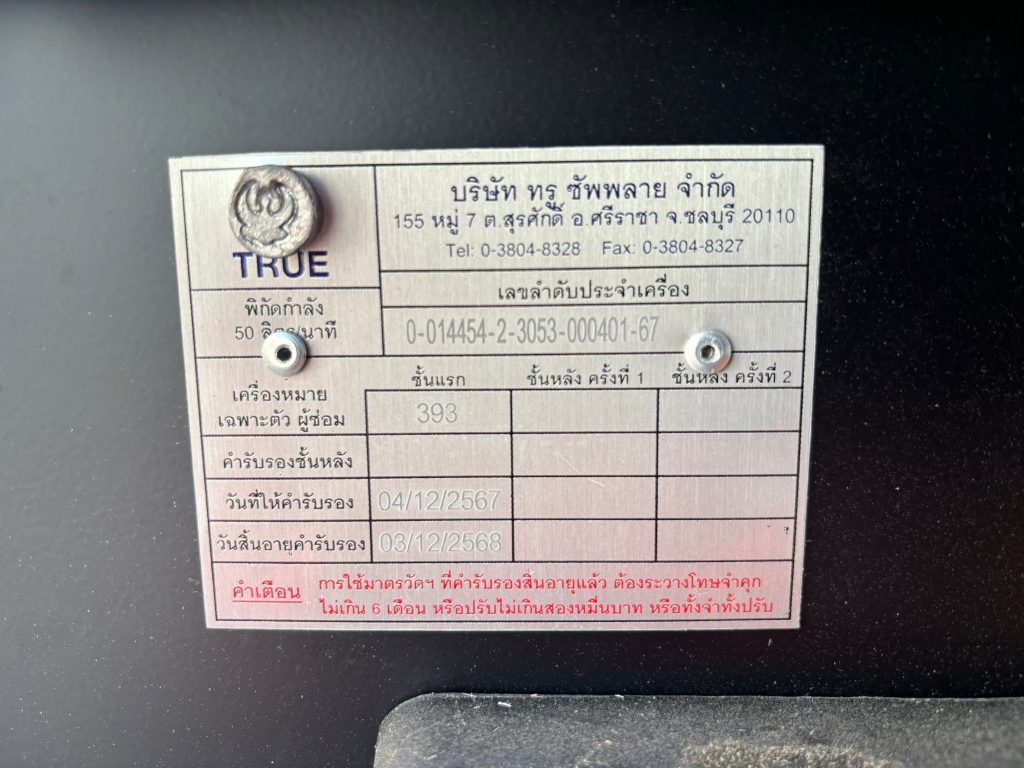 บริษัท ทรู ซัพพลาย จำกัด
155 หมู่ 7 ต.สุรศักดิ์ อ.ศรีราชา จ.ชลบุรี 20110
Tel: 0-3804-8328 Fax: 0-3804-8327
TRUE
เลขลำดับประจำเครื่อง
พิกัดกำลัง
50 ลิตร/นาที
0-014454-2-3053-000401-67
ชั้นแรก ชั้นหลัง ครั้งที่ 1 ชั้นหลัง ครั้งที่ 2
เครื่องหมาย
เฉพาะตัว ผู้ซ่อม
393
คำรับรองชั้นหลัง
วันที่ให้คำรับรอง 04/12/2567
วันสิ้นอายุคำรับรอง 03/12/2568
คำเตือน การใช้มาตรวัดฯ ที่คำรับรองสิ้นอายุแล้ว ต้องระวางโทษจำคุก
ไม่เกิน 6 เดือน หรือปรับไม่เกินสองหมื่นบาท หรือทั้งจำทั้งปรับ